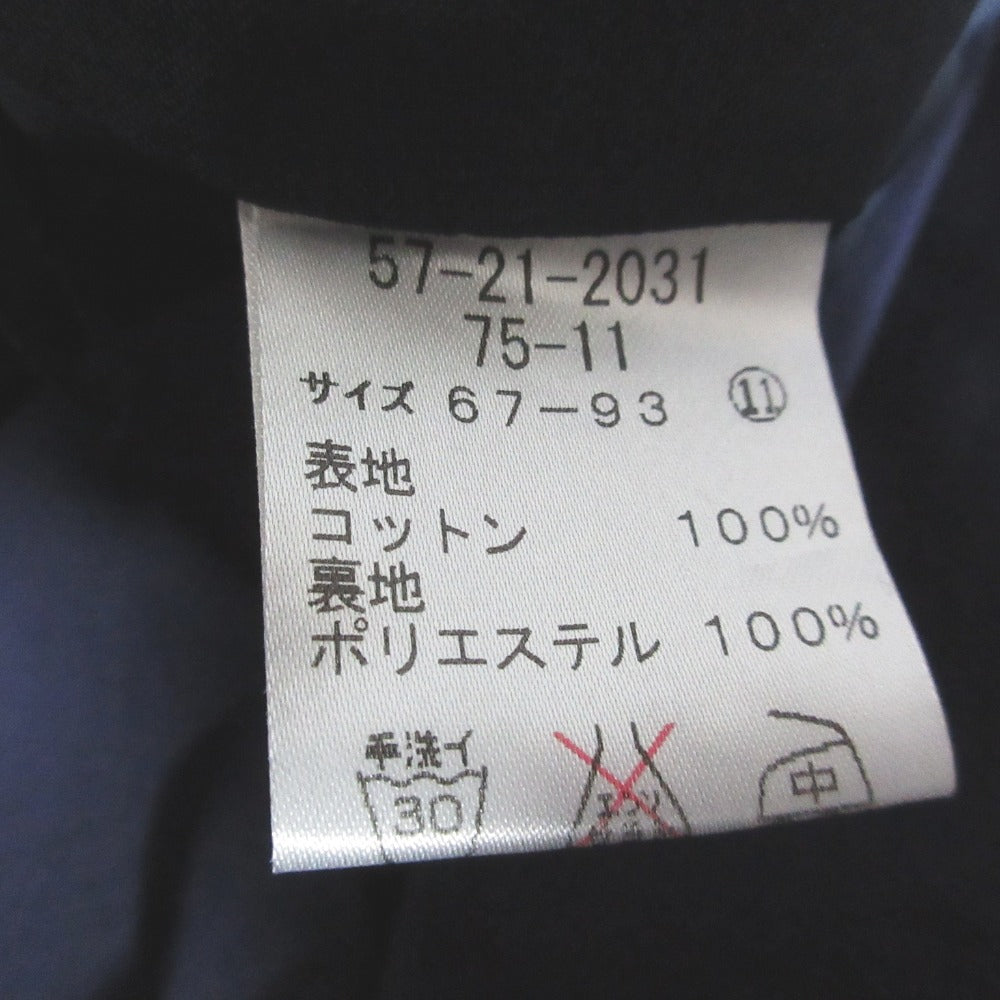 57-21-2031
75-11
サイズ 67-93 ⑪
表地
コットン 100%
裏地
ポリエステル 100%
手洗イ
30
中